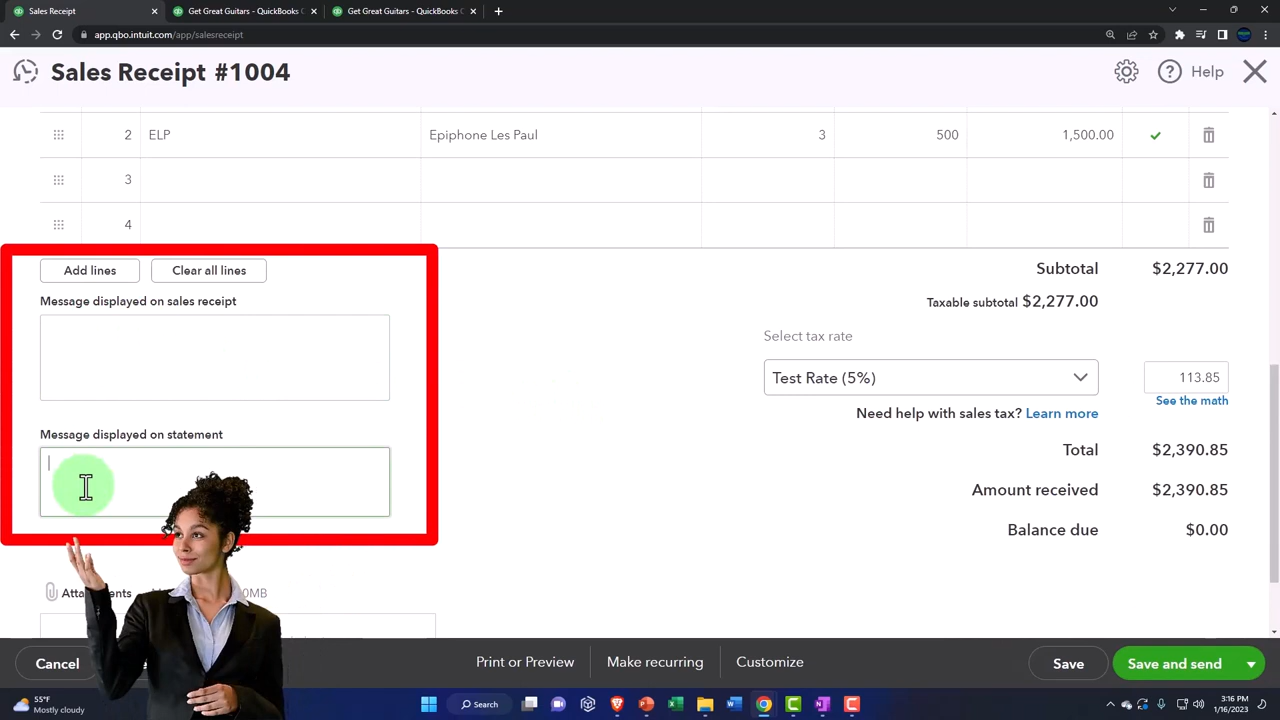 Sales Receipt
Get Great Guitars - QuickBooks
Get Great Guitars - QuickBooks
app.qbo.intuit.com/app/salesreceipt
Sales Receipt #1004
Help
2 ELP Epiphone Les Paul 3 500 1,500.00
3
4
Add lines Clear all lines
Subtotal $2,277.00
Message displayed on sales receipt
Taxable subtotal $2,277.00
Select tax rate
Test Rate (5%) 113.85
See the math
Need help with sales tax? Learn more
Message displayed on statement
Total $2,390.85
Amount received $2,390.85
Balance due $0.00
Cancel Print or Preview Make recurring Customize Save Save and send
55°F
Mostly cloudy
Search
3:16 PM
1/16/2023